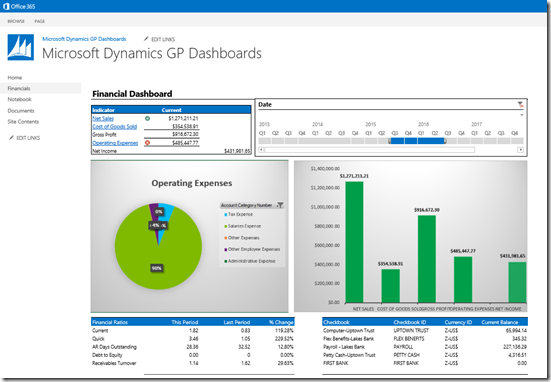 Office 365
BROWSE PAGE
Microsoft Dynamics GP Dashboards EDIT LINKS
Microsoft Dynamics GP Dashboards
Home
Financials
Notebook
Documents
Site Contents
EDIT LINKS
Financial Dashboard
Indicator Current
Net Sales $1,271,211.21
Cost of Goods Sold $354,538.91
Gross Profit $916,672.30
Operating Expenses $485,447.77
Net Income $431,981.65
Date
2013 2014 2015 2016 2017
Q1 Q2 Q3 Q4 Q1 Q2 Q3 Q4 Q1 Q2 Q3 Q4 Q1 Q2 Q3 Q4
Operating Expenses
0%
4%
90%
Account Category Number
Tax Expense
Salaries Expense
Other Expenses
Other Employee Expenses
Administrative Expense
$1,400,000.00
$1,200,000.00
$1,000,000.00
$800,000.00
$600,000.00
$400,000.00
$200,000.00
$0.00
$1,271,213.21
$354,538.91
$916,672.30
$485,447.77
$431,981.65
NET SALES COST OF GOODS SOLD GROSS PROFIT OPERATING EXPENSES NET INCOME
Financial Ratios This Period Last Period % Change
Current 1.82 0.83 119.28%
Quick 3.46 1.05 229.52%
AR Days Outstanding 28.36 32.52 12.80%
Debt to Equity 0.00 0 0.00%
Receivables Turnover 1.14 1.62 29.63%
Checkbook Checkbook ID Currency ID Current Balance
Computer-Uptown Trust UPTOWN TRUST Z-US$ 65,994.14
Flex Benefits-Lakes Bank FLEX BENEFITS Z-US$ 345.32
Payroll - Lakes Bank PAYROLL Z-US$ 227,136.29
Petty Cash-Uptown Trust PETTY CASH Z-US$ 4,316.51
FIRST BANK FIRST BANK Z-US$ 0.00